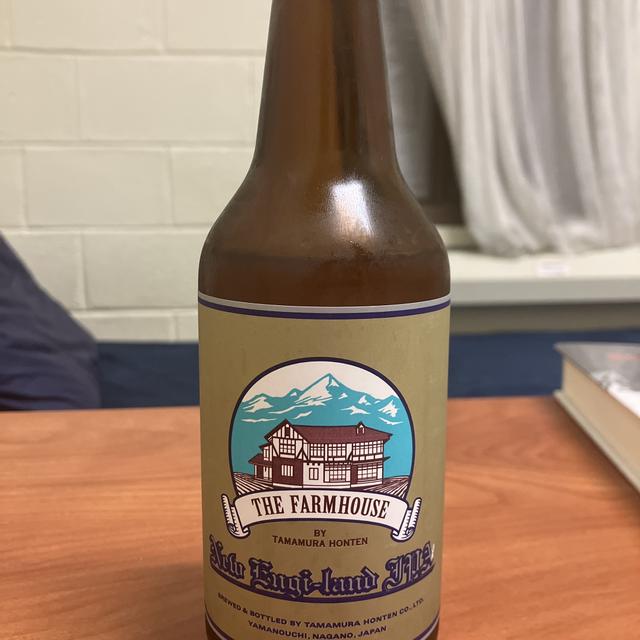 THE FARMHOUSE
BY
TAMAMURA HONTEN
New Engi-land IPA
BREWED & BOTTLED BY TAMAMURA HONTEN CO., LTD.
YAMANOUCHI, NAGANO, JAPAN